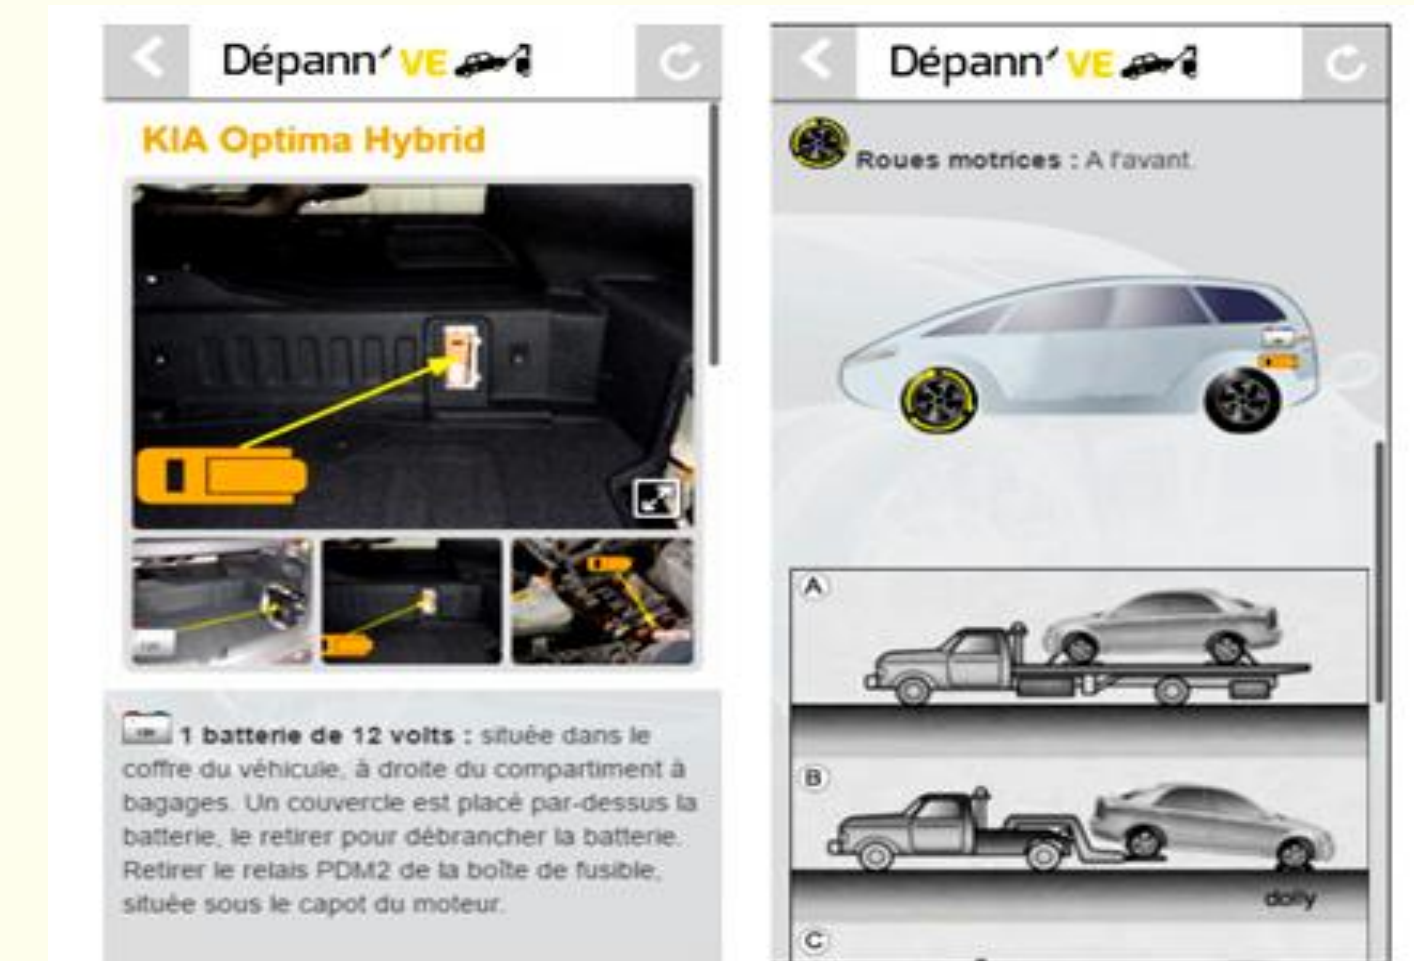 Dépann' VE
KIA Optima Hybrid
1 batterie de 12 volts : située dans le
coffre du véhicule, à droite du compartiment à
bagages. Un couvercle est placé par-dessus la
batterie, le retirer pour débrancher la batterie.
Retirer le relais PDM2 de la boîte de fusible,
située sous le capot du moteur.
Dépann' VE
Roues motrices : A l'avant.
A
B
dolly
C